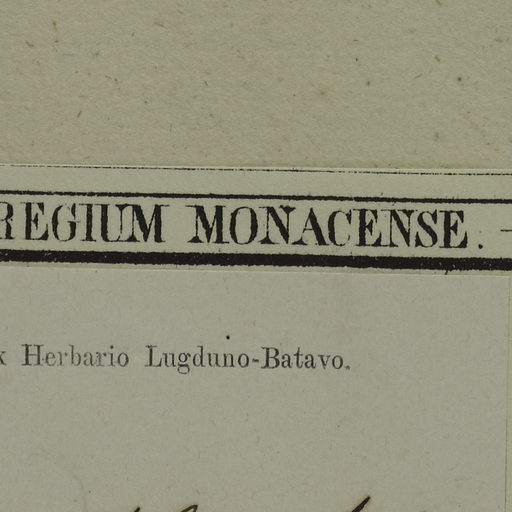 REGIUM MONACENSE. —
Herbario Lugduno-Batavo.